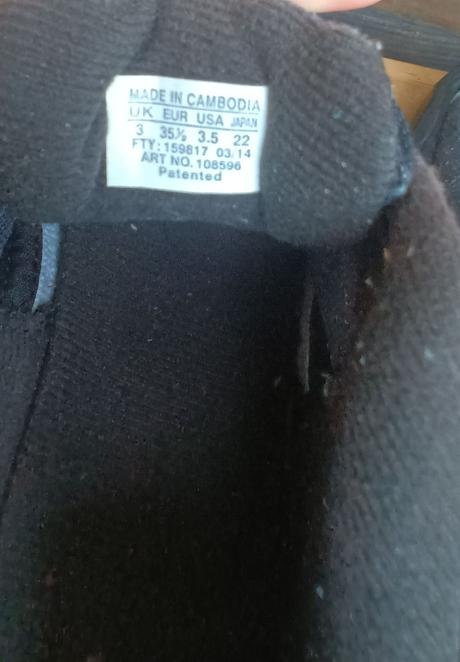 MADE IN CAMBODIA
UK EUR USA JAPAN
3 35½ 3.5 22
FTY: 159817 03/14
ART NO. 108596
Patented